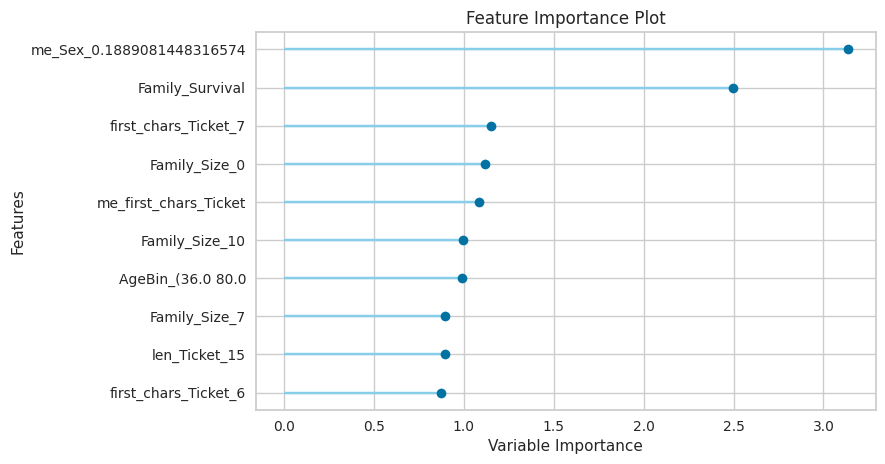 Feature Importance Plot
me_Sex_0.1889081448316574
Family_Survival
first_chars_Ticket_7
Family_Size_0
me_first_chars_Ticket
Family_Size_10
AgeBin_(36.0 80.0
Family_Size_7
len_Ticket_15
first_chars_Ticket_6
Features
0.0 0.5 1.0 1.5 2.0 2.5 3.0
Variable Importance